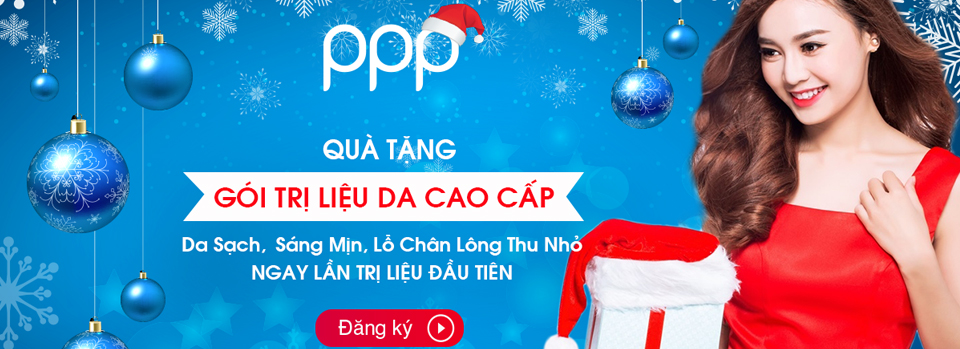 ppp
QUÀ TẶNG
GÓI TRỊ LIỆU DA CAO CẤP
Da Sạch, Sáng Mịn, Lỗ Chân Lông Thu Nhỏ
NGAY LẦN TRỊ LIỆU ĐẦU TIÊN
Đăng ký